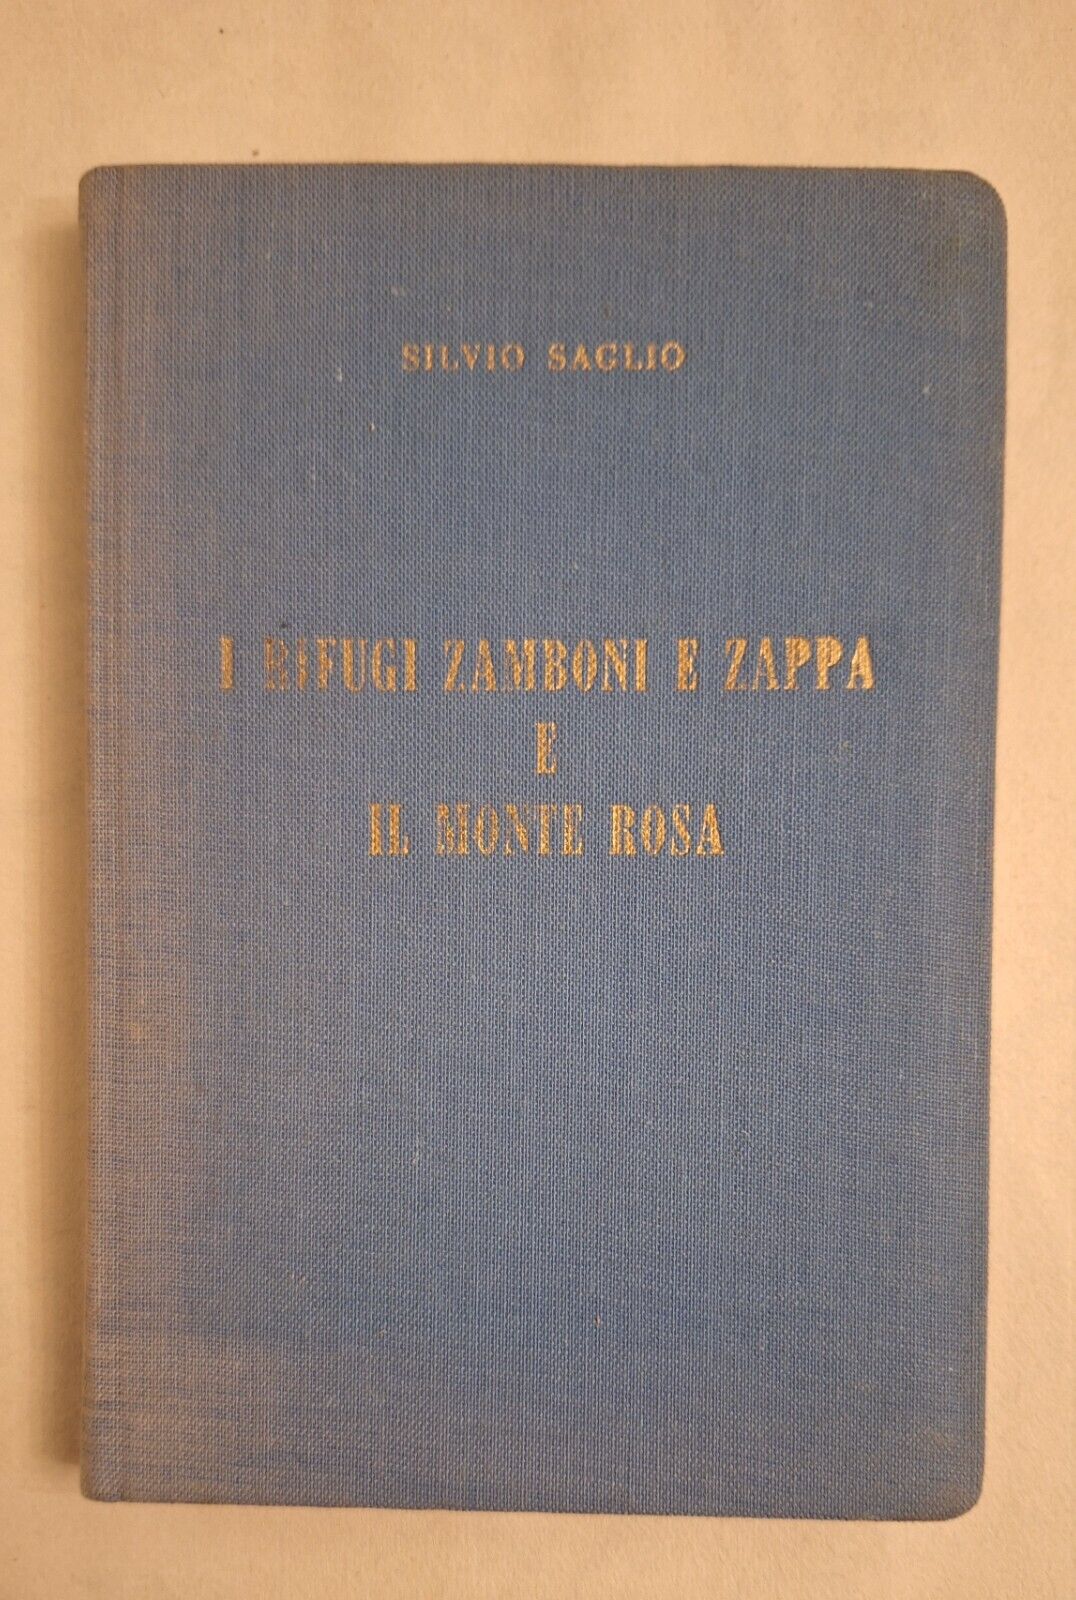 SILVIO SAGLIO
I RIFUGI ZAMBONI E ZAPPA
E
IL MONTE ROSA